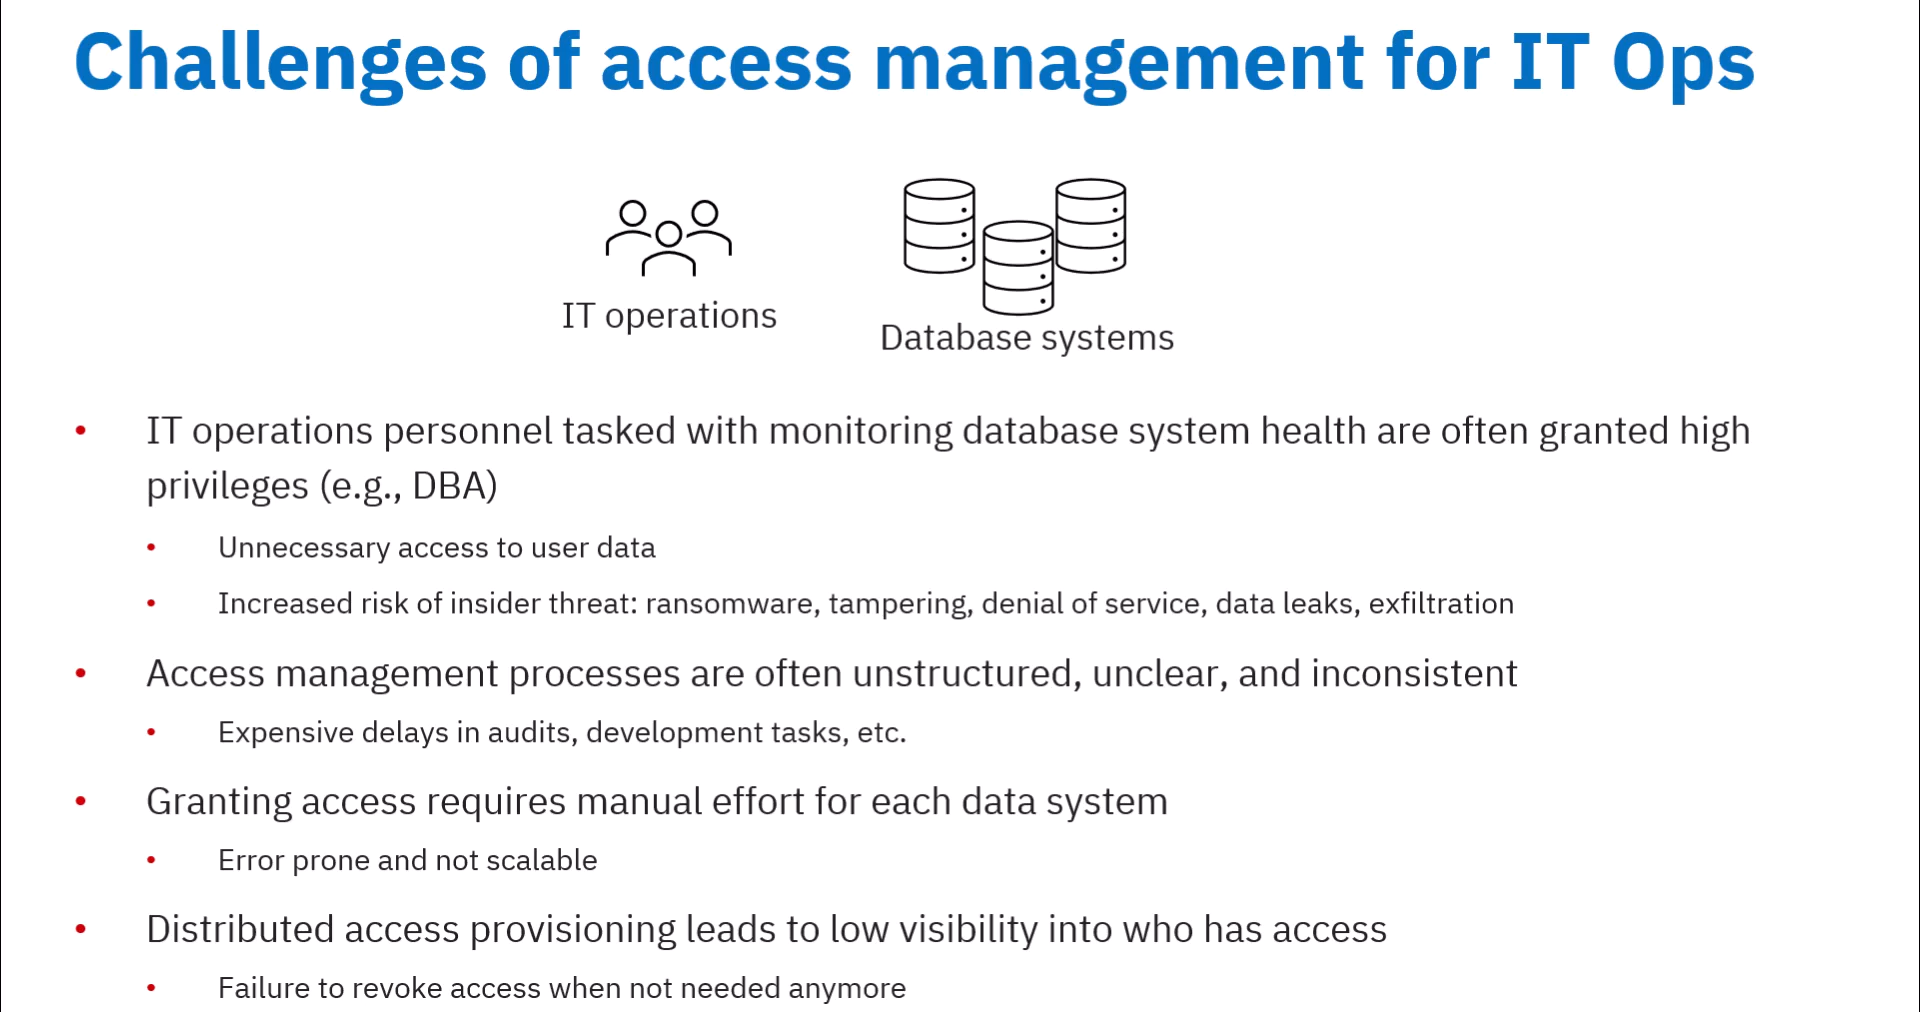 Challenges of access management for IT Ops
IT operations
Database systems
• IT operations personnel tasked with monitoring database system health are often granted high
privileges (e.g., DBA)
• Unnecessary access to user data
• Increased risk of insider threat: ransomware, tampering, denial of service, data leaks, exfiltration
• Access management processes are often unstructured, unclear, and inconsistent
• Expensive delays in audits, development tasks, etc.
• Granting access requires manual effort for each data system
• Error prone and not scalable
• Distributed access provisioning leads to low visibility into who has access
• Failure to revoke access when not needed anymore